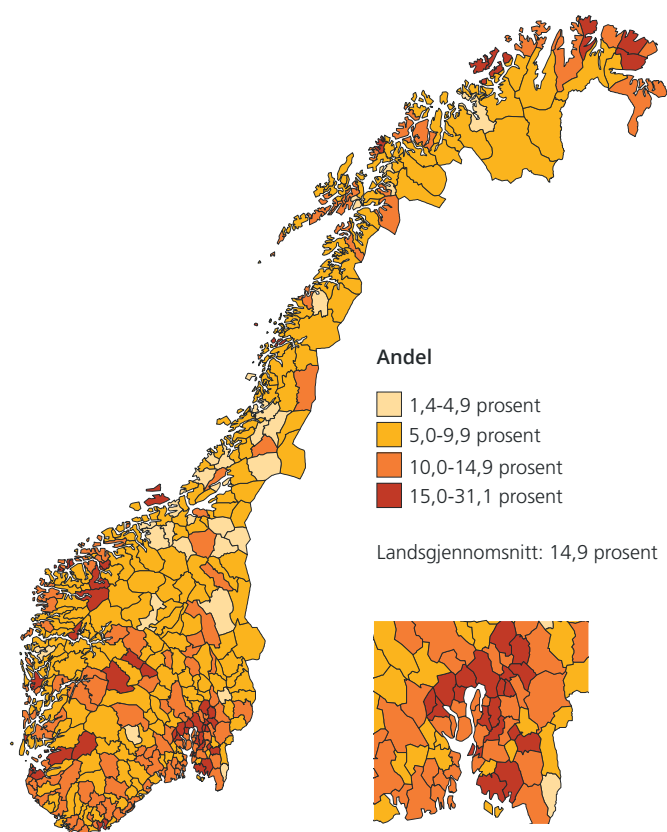 Andel
1,4-4,9 prosent
5,0-9,9 prosent
10,0-14,9 prosent
15,0-31,1 prosent
Landsgjennomsnitt: 14,9 prosent